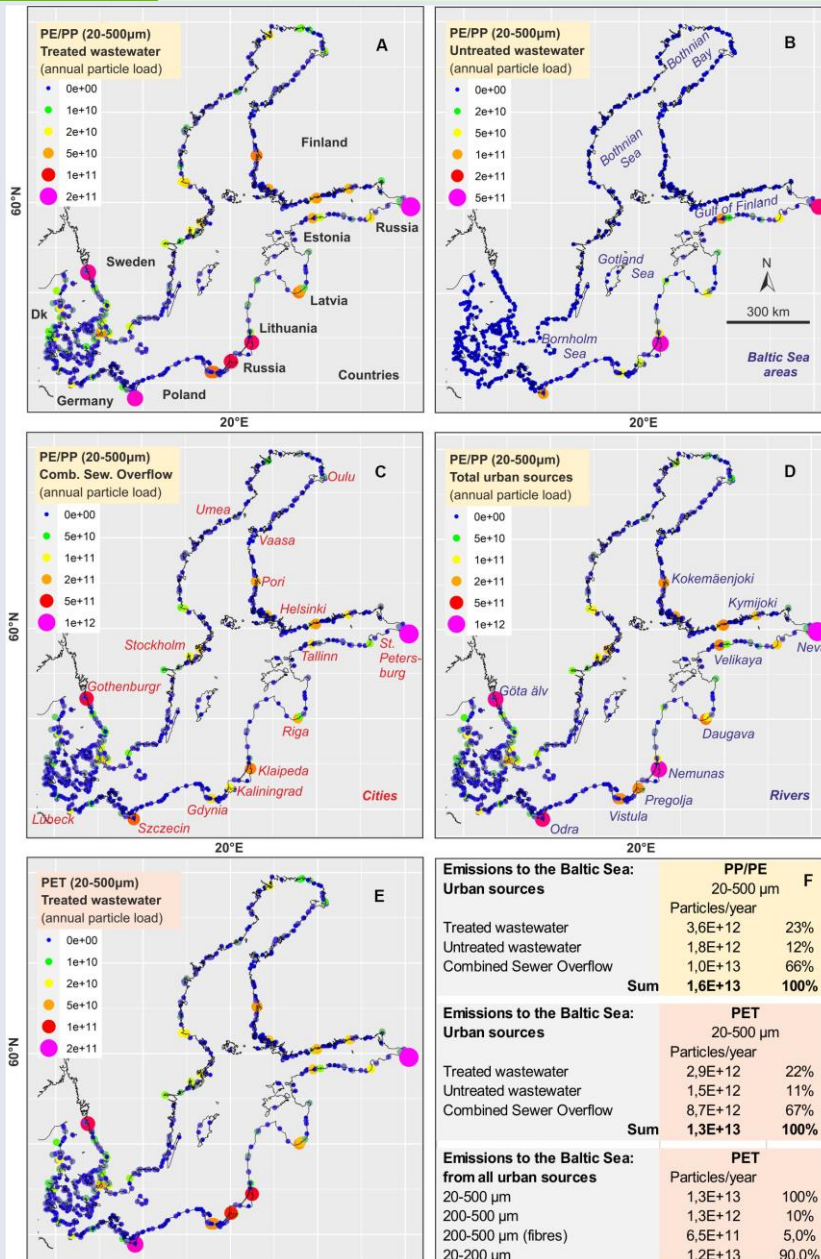 PE/PP (20-500µm)
Treated wastewater
(annual particle load)
0e+00
1e+10
2e+10
5e+10
1e+11
2e+11
A
Finland
Russia
Estonia
Sweden
Latvia
Dk
Lithuania
Russia
Countries
Poland
Germany
60°N
20°E
PE/PP (20-500µm)
Untreated wastewater
(annual particle load)
0e+00
2e+10
5e+10
1e+11
2e+11
5e+11
B
Bothnian
Bay
Bothnian
Sea
Gulf of Finland
Gotland
Sea
N
300 km
Bornholm
Sea
Baltic Sea
areas
20°E
PE/PP (20-500µm)
Comb. Sew. Overflow
(annual particle load)
0e+00
5e+10
1e+11
2e+11
5e+11
1e+12
C
Oulu
Umea
Vaasa
Pori
Helsinki
Stockholm
Tallinn
St.
Peters-
burg
Gothenburgr
Riga
Klaipeda
Kaliningrad
Cities
Gdynia
Lübeck
Szczecin
60°N
20°E
PE/PP (20-500µm)
Total urban sources
(annual particle load)
0e+00
5e+10
1e+11
2e+11
5e+11
1e+12
D
Kokemäenjoki
Kymijoki
Neva
Velikaya
Göta älv
Daugava
Nemunas
Pregolja
Rivers
Vistula
Odra
PET (20-500µm)
Treated wastewater
(annual particle load)
0e+00
1e+10
2e+10
5e+10
1e+11
2e+11
E
60°N
Emissions to the Baltic Sea: PP/PE F
Urban sources 20-500 µm
Particles/year
Treated wastewater 3,6E+12 23%
Untreated wastewater 1,8E+12 12%
Combined Sewer Overflow 1,0E+13 66%
Sum 1,6E+13 100%
Emissions to the Baltic Sea: PET
Urban sources 20-500 µm
Particles/year
Treated wastewater 2,9E+12 22%
Untreated wastewater 1,5E+12 11%
Combined Sewer Overflow 8,7E+12 67%
Sum 1,3E+13 100%
Emissions to the Baltic Sea: PET
from all urban sources Particles/year
20-500 µm 1,3E+13 100%
200-500 µm 1,3E+12 10%
200-500 µm (fibres) 6,5E+11 5,0%
20-200 µm 1,2E+13 90,0%